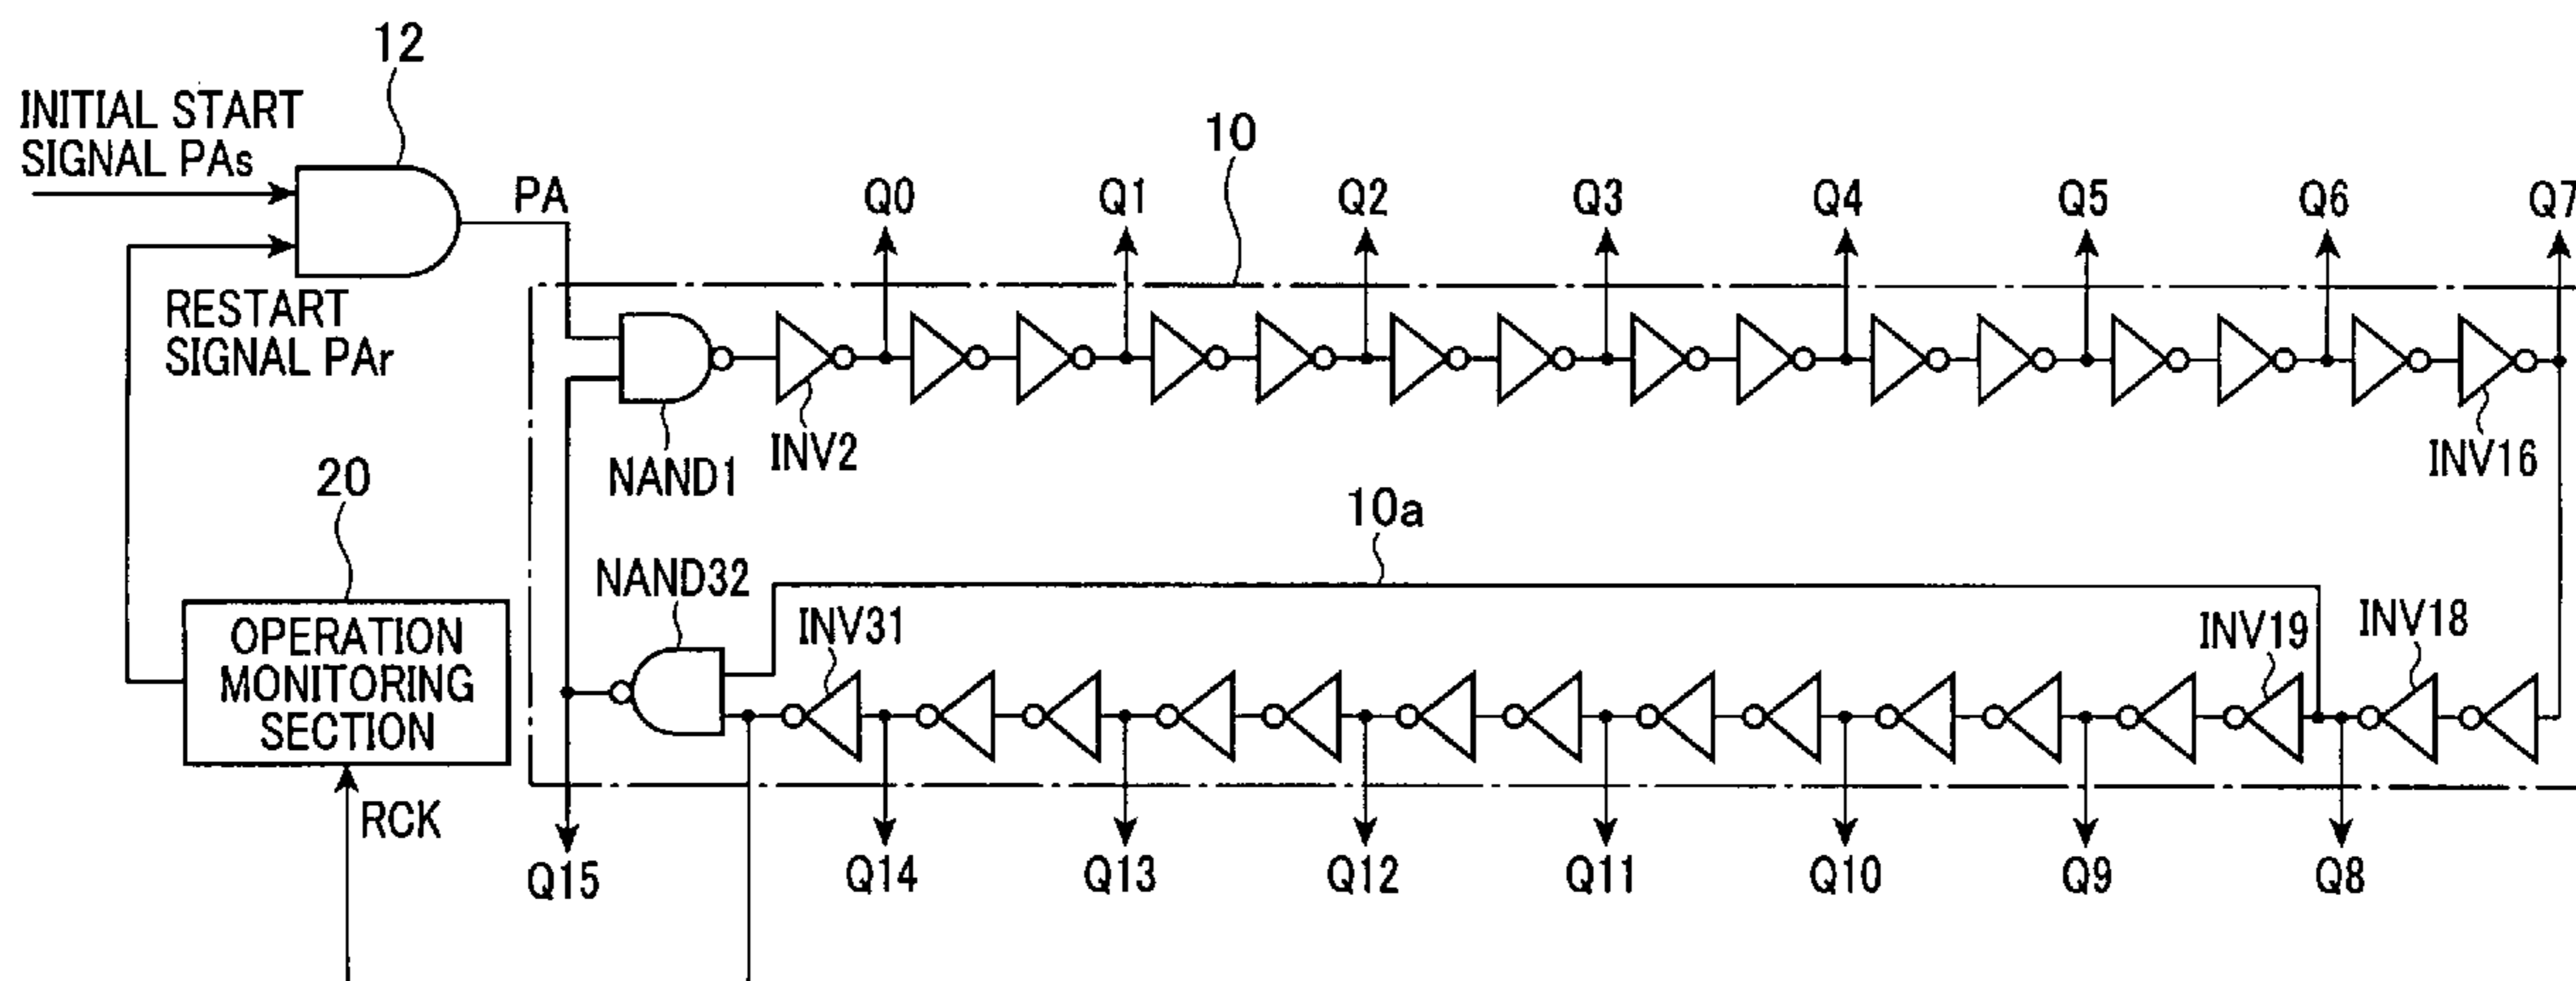 12
INITIAL START
SIGNAL PAs
10
PA
Q0
Q1
Q2
Q3
Q4
Q5
Q6
Q7
RESTART
SIGNAL PAr
NAND1
INV2
INV16
20
10a
NAND32
INV31
INV19
INV18
OPERATION
MONITORING
SECTION
RCK
Q15
Q14
Q13
Q12
Q11
Q10
Q9
Q8